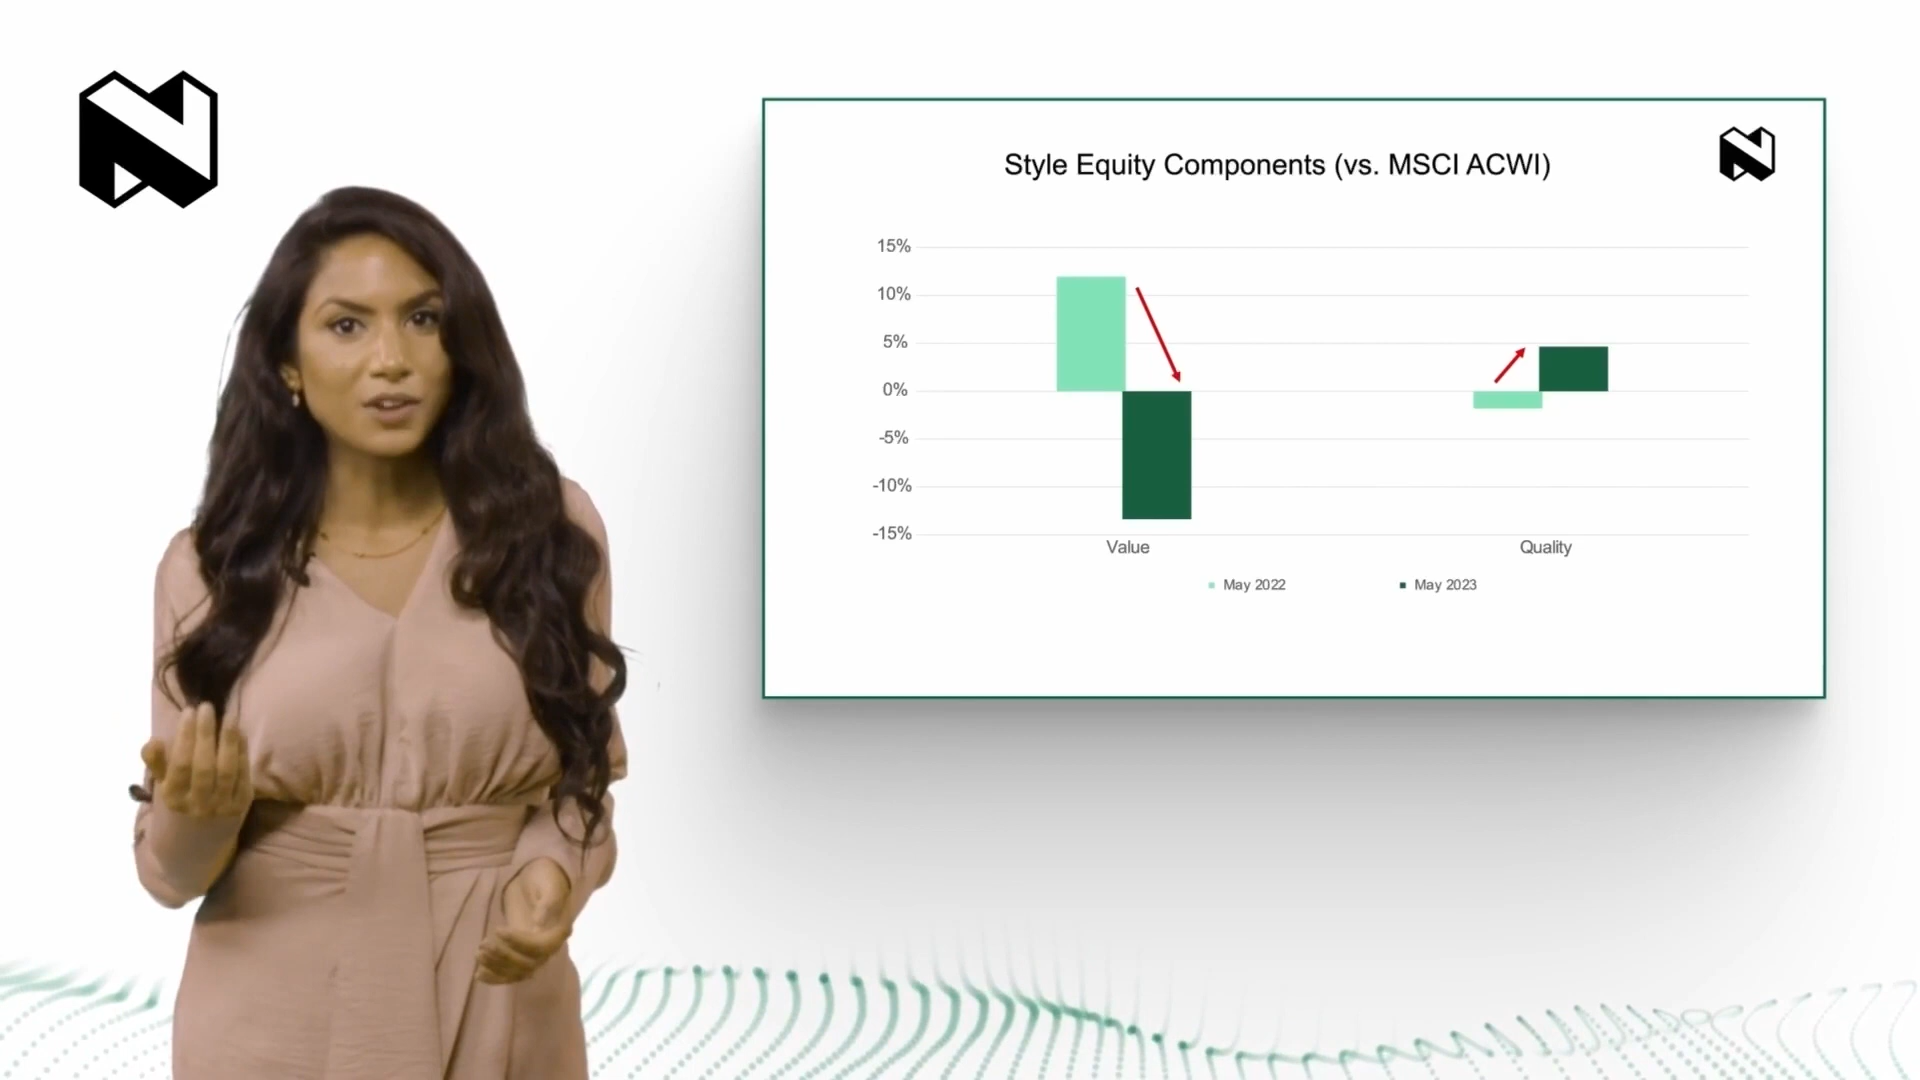 Style Equity Components (vs. MSCI ACWI)
15%
10%
5%
0%
-5%
-10%
-15%
Value Quality
May 2022 May 2023